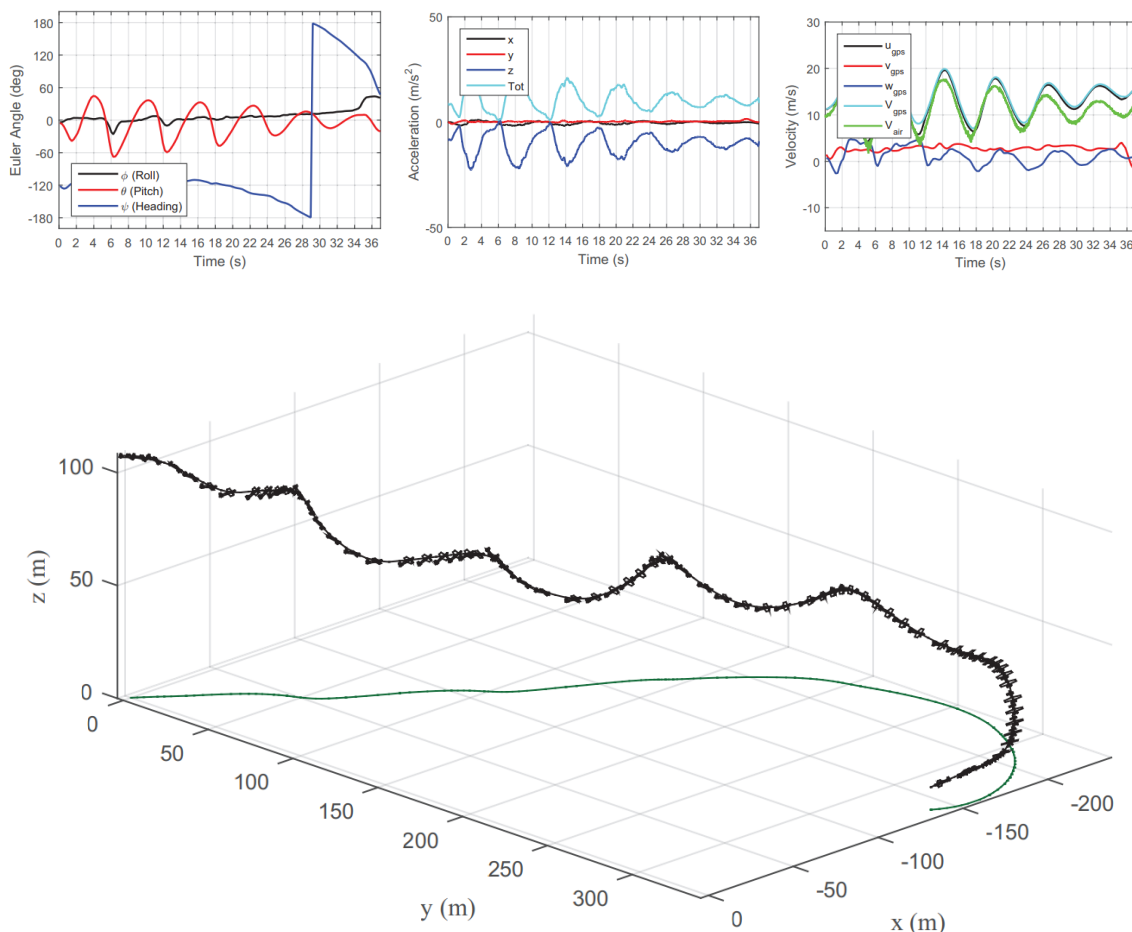 180
120
60
0
-60
-120
-180
Euler Angle (deg)
ϕ (Roll)
θ (Pitch)
ψ (Heading)
0 2 4 6 8 10 12 14 16 18 20 22 24 26 28 30 32 34 36
Time (s)
50
0
-50
Acceleration (m/s²)
x
y
z
Tot
0 2 4 6 8 10 12 14 16 18 20 22 24 26 28 30 32 34 36
Time (s)
30
20
10
0
-10
Velocity (m/s)
u_gps
v_gps
w_gps
V_gps
V_air
0 2 4 6 8 10 12 14 16 18 20 22 24 26 28 30 32 34 36
Time (s)
100
50
0
z (m)
0
50
100
150
200
250
300
y (m)
0
-50
-100
-150
-200
x (m)